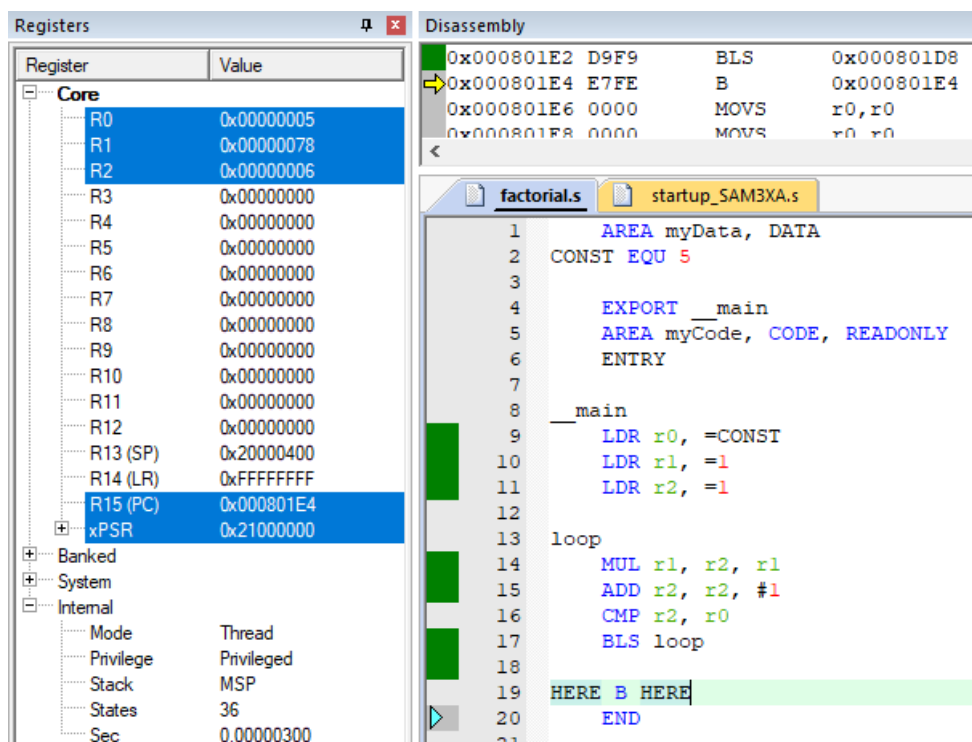 Registers
Register Value
Core
R0 0x00000005
R1 0x00000078
R2 0x00000006
R3 0x00000000
R4 0x00000000
R5 0x00000000
R6 0x00000000
R7 0x00000000
R8 0x00000000
R9 0x00000000
R10 0x00000000
R11 0x00000000
R12 0x00000000
R13 (SP) 0x20000400
R14 (LR) 0xFFFFFFFF
R15 (PC) 0x000801E4
xPSR 0x21000000
Banked
System
Internal
Mode Thread
Privilege Privileged
Stack MSP
States 36
Sec 0.00000300
Disassembly
0x000801E2 D9F9 BLS 0x000801D8
0x000801E4 E7FE B 0x000801E4
0x000801E6 0000 MOVS r0,r0
0x000801E8 0000 MOVS r0,r0
factorial.s startup_SAM3XA.s
1 AREA myData, DATA
2 CONST EQU 5
3
4 EXPORT __main
5 AREA myCode, CODE, READONLY
6 ENTRY
7
8 __main
9 LDR r0, =CONST
10 LDR r1, =1
11 LDR r2, =1
12
13 loop
14 MUL r1, r2, r1
15 ADD r2, r2, #1
16 CMP r2, r0
17 BLS loop
18
19 HERE B HERE
20 END
21